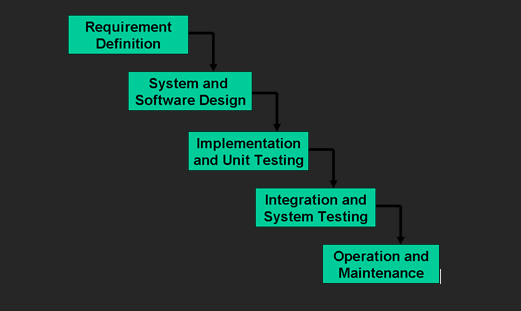 Requirement
Definition
System and
Software Design
Implementation
and Unit Testing
Integration and
System Testing
Operation and
Maintenance